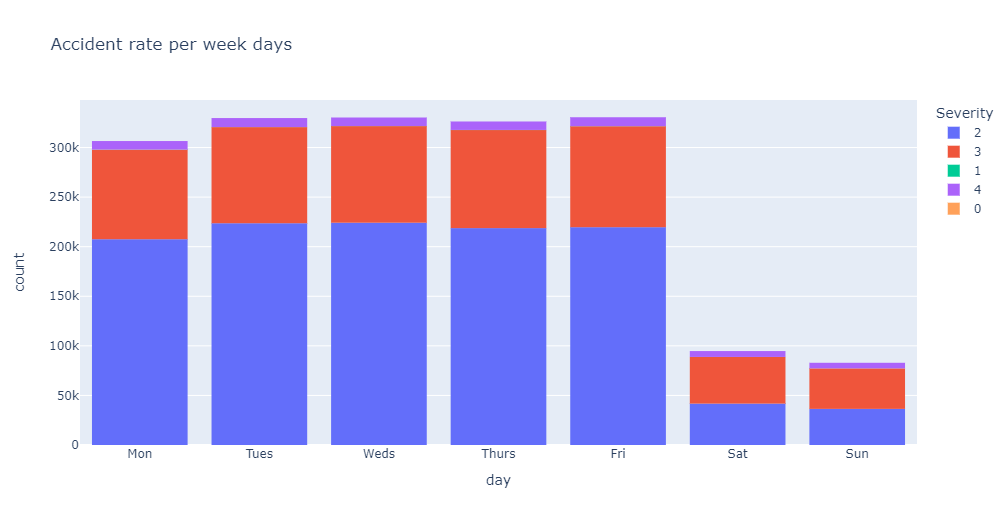 Accident rate per week days
Severity
2
3
1
4
0
300k
250k
200k
150k
100k
50k
0
count
Mon Tues Weds Thurs Fri Sat Sun
day